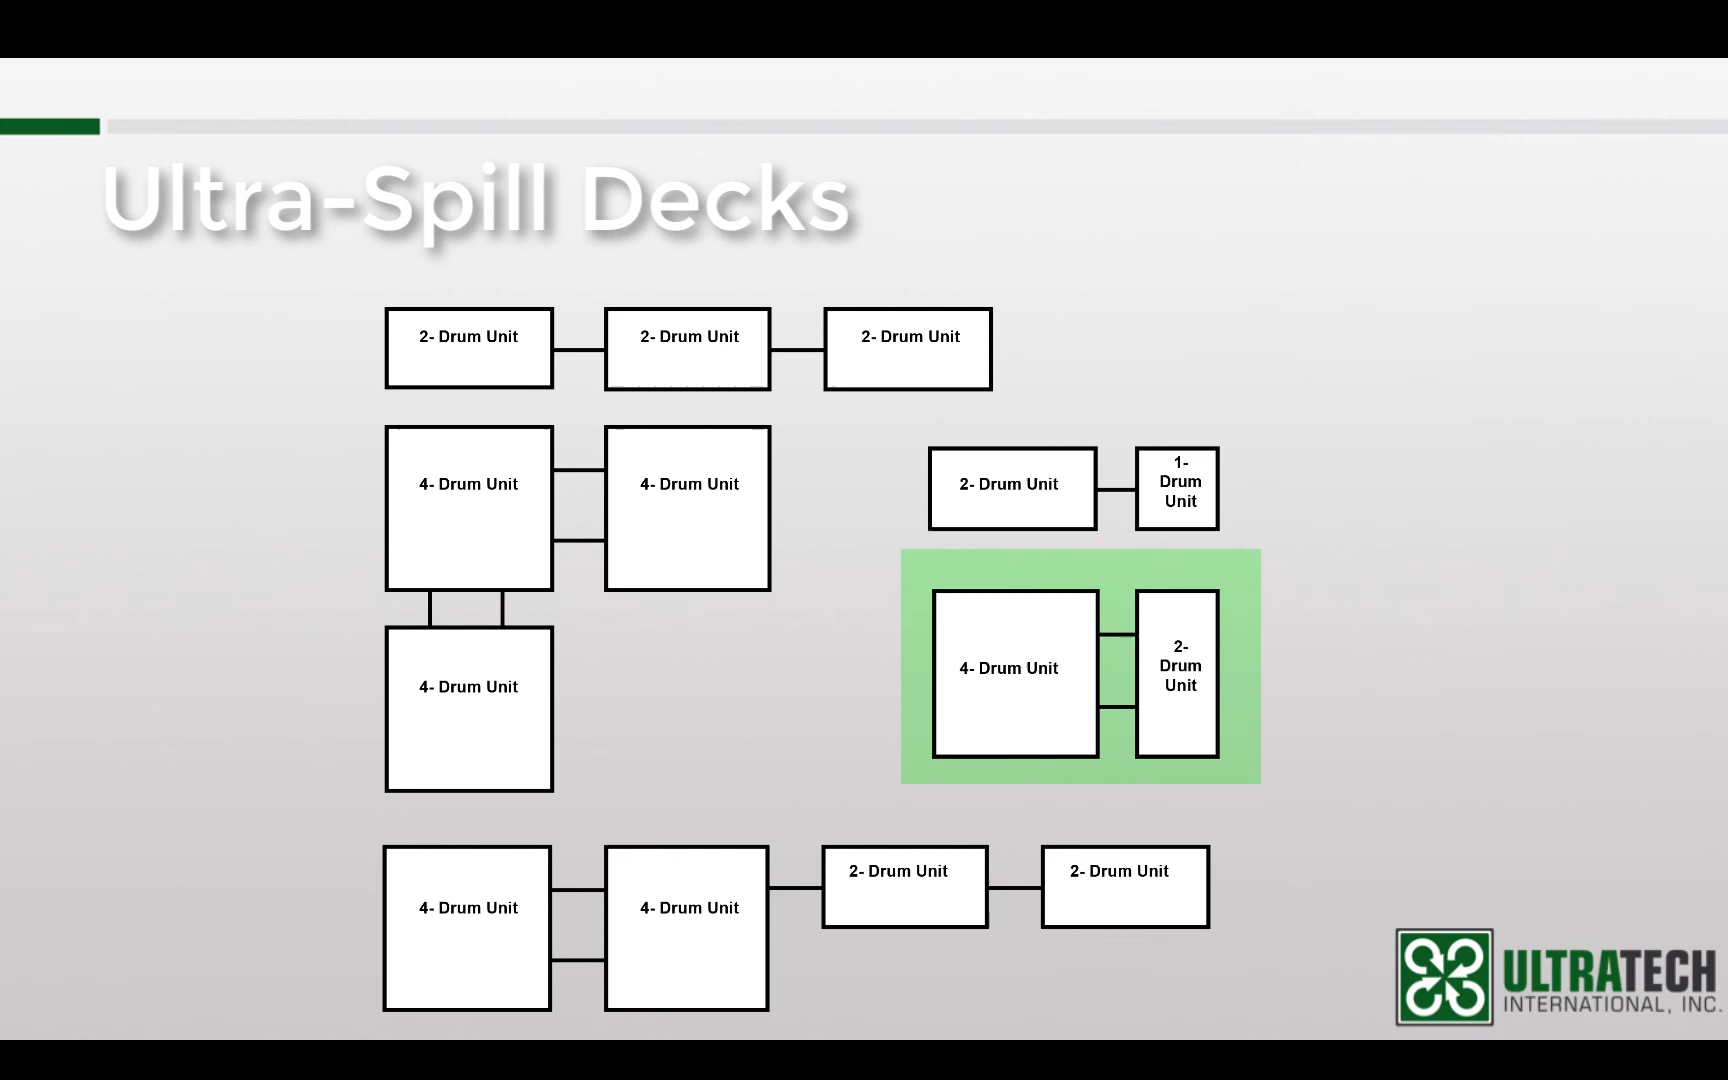 Ultra-Spill Decks
2- Drum Unit
2- Drum Unit
2- Drum Unit
4- Drum Unit
4- Drum Unit
4- Drum Unit
2- Drum Unit
1-
Drum
Unit
4- Drum Unit
2-
Drum
Unit
4- Drum Unit
4- Drum Unit
2- Drum Unit
2- Drum Unit
ULTRATECH
INTERNATIONAL, INC.